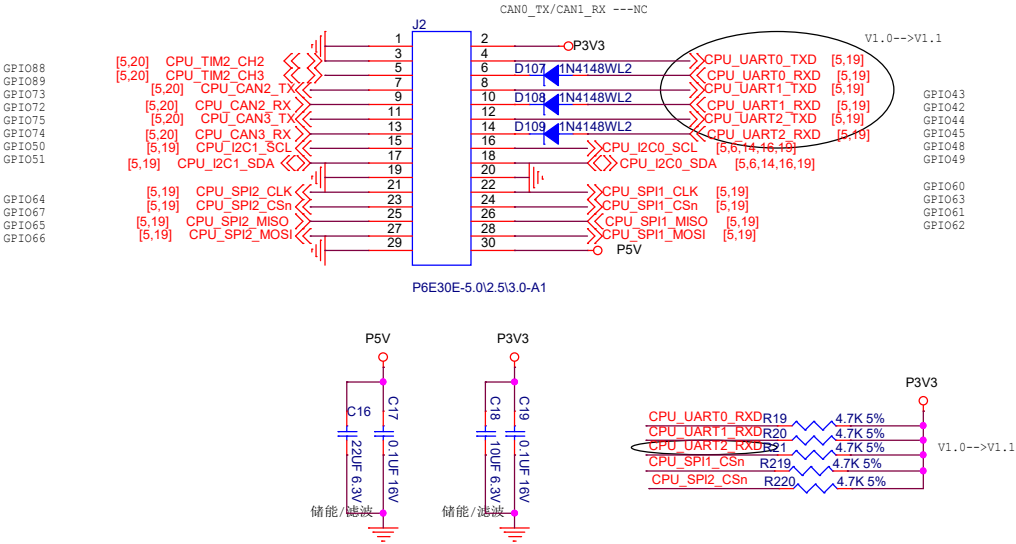 CAN0_TX/CAN1_RX ---NC
J2
V1.0-->V1.1
1 2 P3V3
3 4 CPU_UART0_TXD [5,19]
GPIO88 [5,20] CPU_TIM2_CH2 5 6 D107 1N4148WL2 CPU_UART0_RXD [5,19]
GPIO89 [5,20] CPU_TIM2_CH3 7 8 CPU_UART1_TXD [5,19]
GPIO73 [5,20] CPU_CAN2_TX 9 10 D108 1N4148WL2 CPU_UART1_RXD [5,19] GPIO43
GPIO72 [5,20] CPU_CAN2_RX 11 12 CPU_UART2_TXD [5,19] GPIO42
GPIO75 [5,20] CPU_CAN3_TX 13 14 D109 1N4148WL2 CPU_UART2_RXD [5,19] GPIO44
GPIO74 [5,20] CPU_CAN3_RX 15 16 CPU_I2C0_SCL [5,6,14,16,19] GPIO45
GPIO50 [5,19] CPU_I2C1_SCL 17 18 CPU_I2C0_SDA [5,6,14,16,19] GPIO48
GPIO51 [5,19] CPU_I2C1_SDA 19 20 GPIO49
21 22 CPU_SPI1_CLK [5,19] GPIO60
GPIO64 [5,19] CPU_SPI2_CLK 23 24 CPU_SPI1_CSn [5,19] GPIO63
GPIO67 [5,19] CPU_SPI2_CSn 25 26 CPU_SPI1_MISO [5,19] GPIO61
GPIO65 [5,19] CPU_SPI2_MISO 27 28 CPU_SPI1_MOSI [5,19] GPIO62
GPIO66 [5,19] CPU_SPI2_MOSI 29 30 P5V
P6E30E-5.0\2.5\3.0-A1
P5V
C16
22UF 6.3V
C17
0.1UF 16V
储能/滤波
P3V3
C18
10UF 6.3V
C19
0.1UF 16V
储能/滤波
P3V3
CPU_UART0_RXD R19 4.7K 5%
CPU_UART1_RXD R20 4.7K 5%
CPU_UART2_RXD R21 4.7K 5% V1.0-->V1.1
CPU_SPI1_CSn R219 4.7K 5%
CPU_SPI2_CSn R220 4.7K 5%